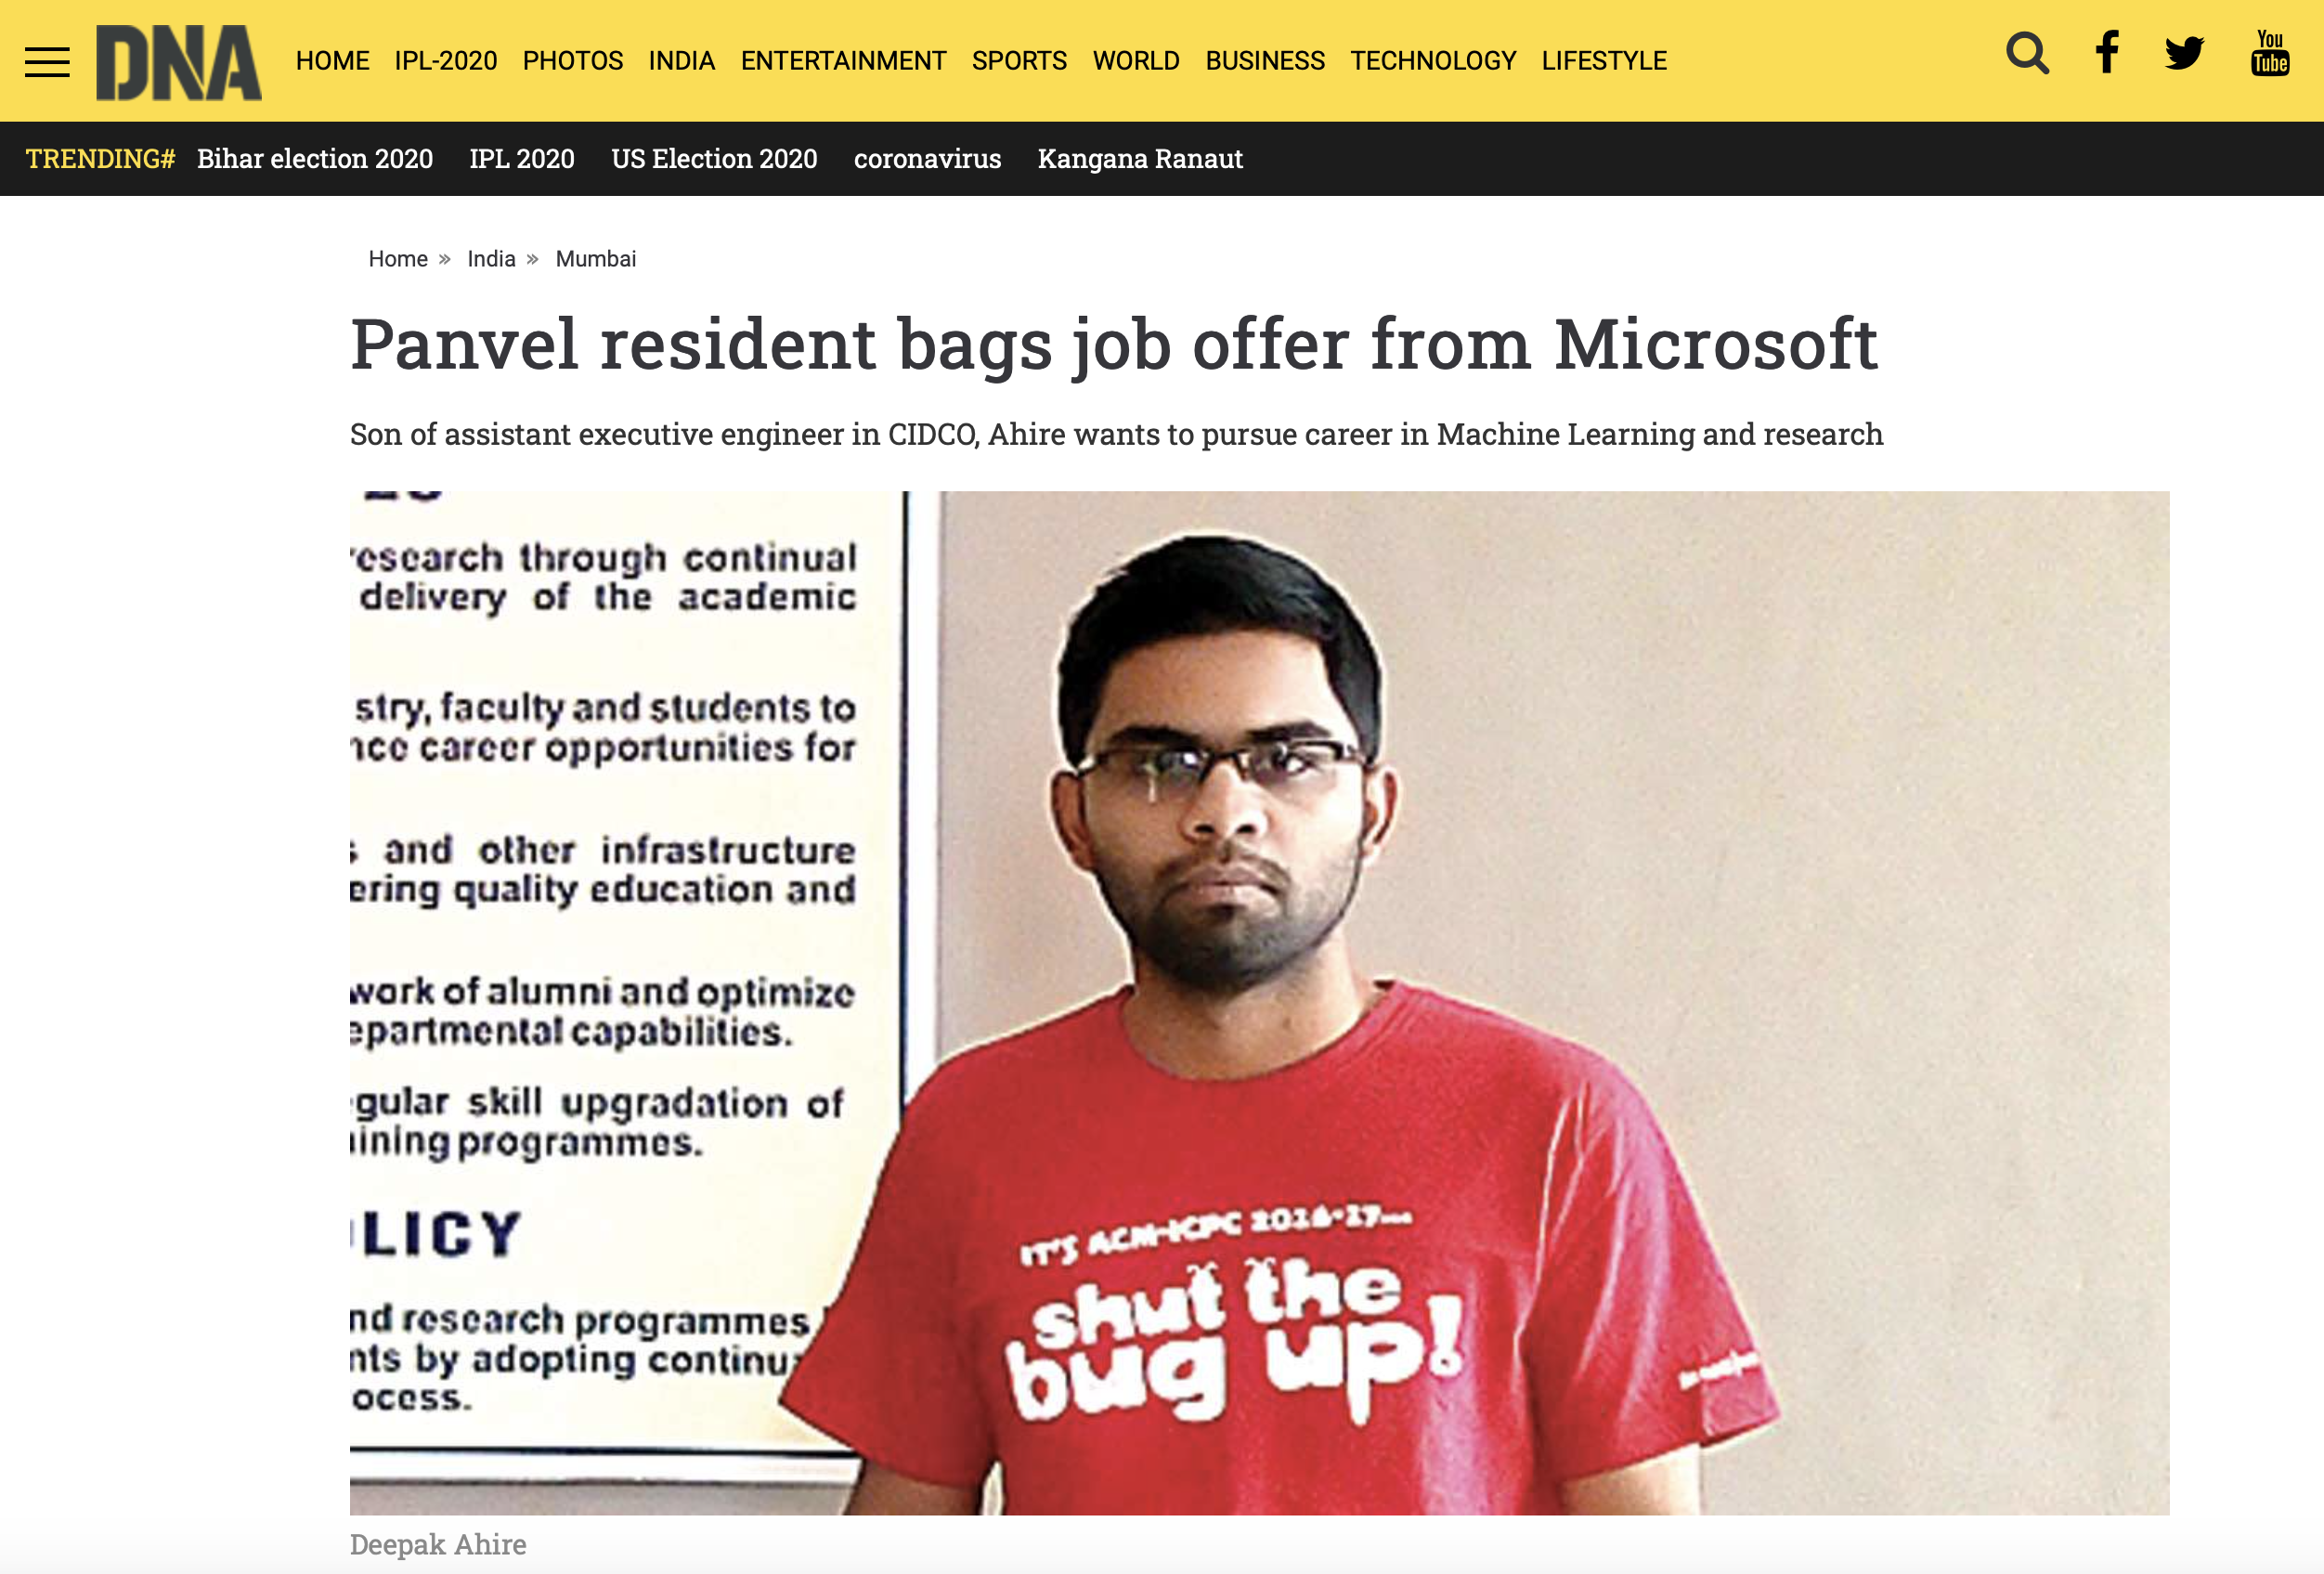 DNA HOME IPL-2020 PHOTOS INDIA ENTERTAINMENT SPORTS WORLD BUSINESS TECHNOLOGY LIFESTYLE You Tube
TRENDING# Bihar election 2020 IPL 2020 US Election 2020 coronavirus Kangana Ranaut
Home » India » Mumbai
Panvel resident bags job offer from Microsoft
Son of assistant executive engineer in CIDCO, Ahire wants to pursue career in Machine Learning and research
esearch through continual
delivery of the academic
stry, faculty and students to
nce career opportunities for
s and other infrastructure
ering quality education and
work of alumni and optimize
epartmental capabilities.
gular skill upgradation of
ining programmes.
LICY
nd research programmes
nts by adopting continu
ocess.
IT'S ACM-ICPC 2016-17...
shut the
bug up!
Deepak Ahire